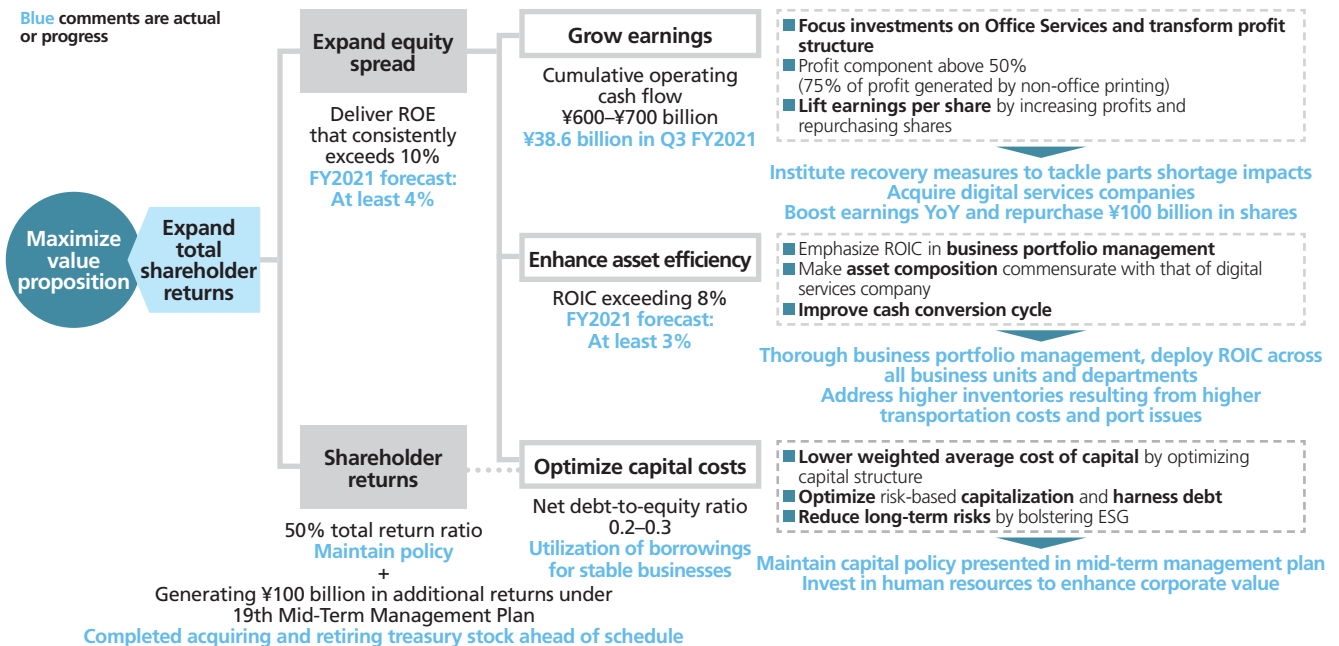 Blue comments are actual
or progress
Maximize
value
proposition
Expand
total
shareholder
returns
Expand equity
spread
Deliver ROE
that consistently
exceeds 10%
FY2021 forecast:
At least 4%
Grow earnings
Cumulative operating
cash flow
¥600–¥700 billion
¥38.6 billion in Q3 FY2021
Focus investments on Office Services and transform profit
structure
Profit component above 50%
(75% of profit generated by non-office printing)
Lift earnings per share by increasing profits and
repurchasing shares
Institute recovery measures to tackle parts shortage impacts
Acquire digital services companies
Boost earnings YoY and repurchase ¥100 billion in shares
Enhance asset efficiency
ROIC exceeding 8%
FY2021 forecast:
At least 3%
Emphasize ROIC in business portfolio management
Make asset composition commensurate with that of digital
services company
Improve cash conversion cycle
Thorough business portfolio management, deploy ROIC across
all business units and departments
Address higher inventories resulting from higher
transportation costs and port issues
Shareholder
returns
50% total return ratio
Maintain policy
+
Generating ¥100 billion in additional returns under
19th Mid-Term Management Plan
Completed acquiring and retiring treasury stock ahead of schedule
Optimize capital costs
Net debt-to-equity ratio
0.2–0.3
Utilization of borrowings
for stable businesses
Lower weighted average cost of capital by optimizing
capital structure
Optimize risk-based capitalization and harness debt
Reduce long-term risks by bolstering ESG
Maintain capital policy presented in mid-term management plan
Invest in human resources to enhance corporate value